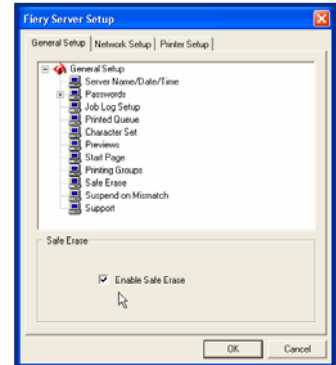 Fiery Server Setup
General Setup
Network Setup
Printer Setup
General Setup
Server Name/Date/Time
Passwords
Job Log Setup
Printed Queue
Character Set
Previews
Start Page
Printing Groups
Safe Erase
Suspend on Mismatch
Support
Safe Erase
Enable Safe Erase
OK
Cancel